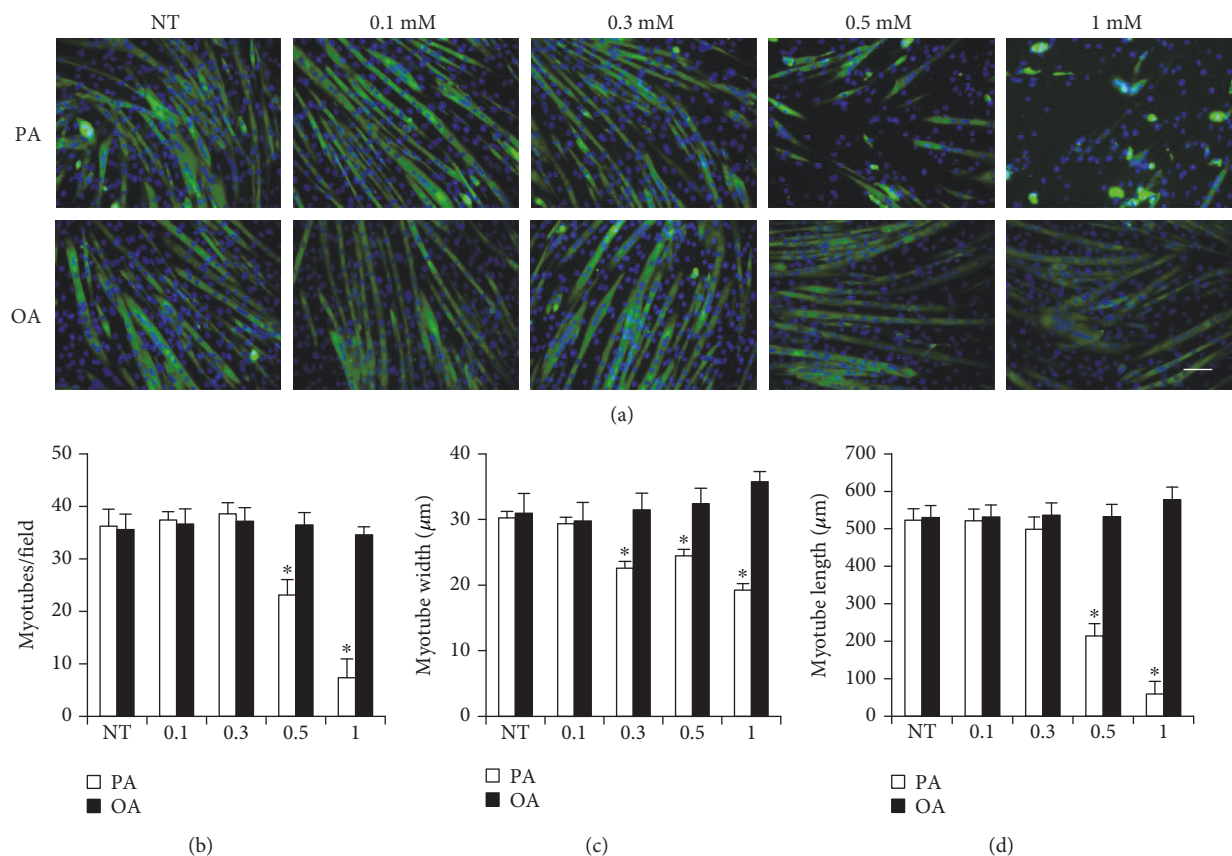 NT 0.1 mM 0.3 mM 0.5 mM 1 mM
PA
OA
(a)
50
40
30
20
10
0
Myotubes/field
*
*
NT 0.1 0.3 0.5 1
PA
OA
(b)
40
30
20
10
0
Myotube width (μm)
*
*
*
NT 0.1 0.3 0.5 1
PA
OA
(c)
700
600
500
400
300
200
100
0
Myotube length (μm)
*
*
NT 0.1 0.3 0.5 1
PA
OA
(d)